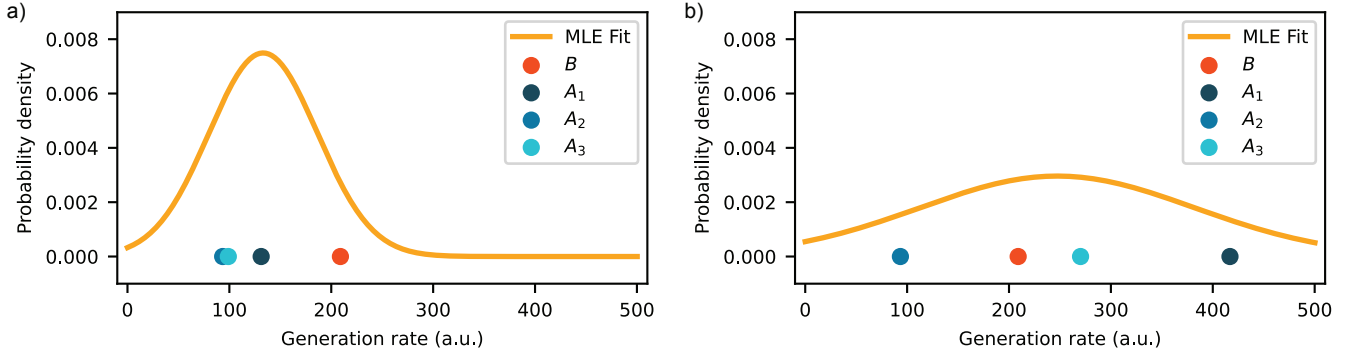 a)
Probability density
0.008
0.006
0.004
0.002
0.000
0 100 200 300 400 500
Generation rate (a.u.)
MLE Fit
B
A₁
A₂
A₃
b)
Probability density
0.008
0.006
0.004
0.002
0.000
0 100 200 300 400 500
Generation rate (a.u.)
MLE Fit
B
A₁
A₂
A₃